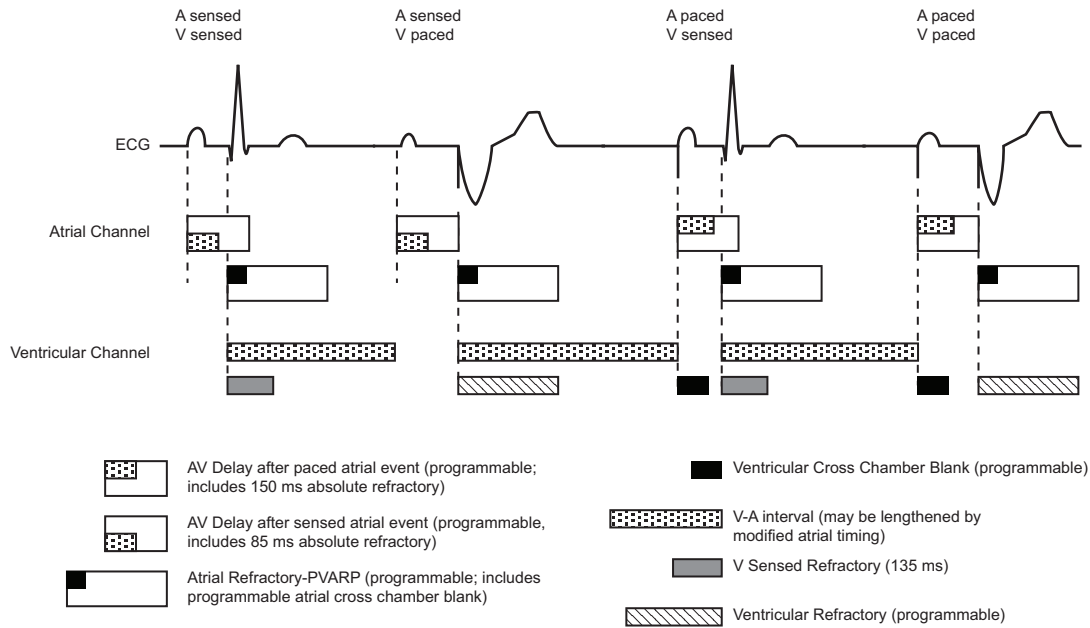 A sensed
V sensed
A sensed
V paced
A paced
V sensed
A paced
V paced
ECG
Atrial Channel
Ventricular Channel
AV Delay after paced atrial event (programmable;
includes 150 ms absolute refractory)
AV Delay after sensed atrial event (programmable,
includes 85 ms absolute refractory)
Atrial Refractory-PVARP (programmable; includes
programmable atrial cross chamber blank)
Ventricular Cross Chamber Blank (programmable)
V-A interval (may be lengthened by
modified atrial timing)
V Sensed Refractory (135 ms)
Ventricular Refractory (programmable)